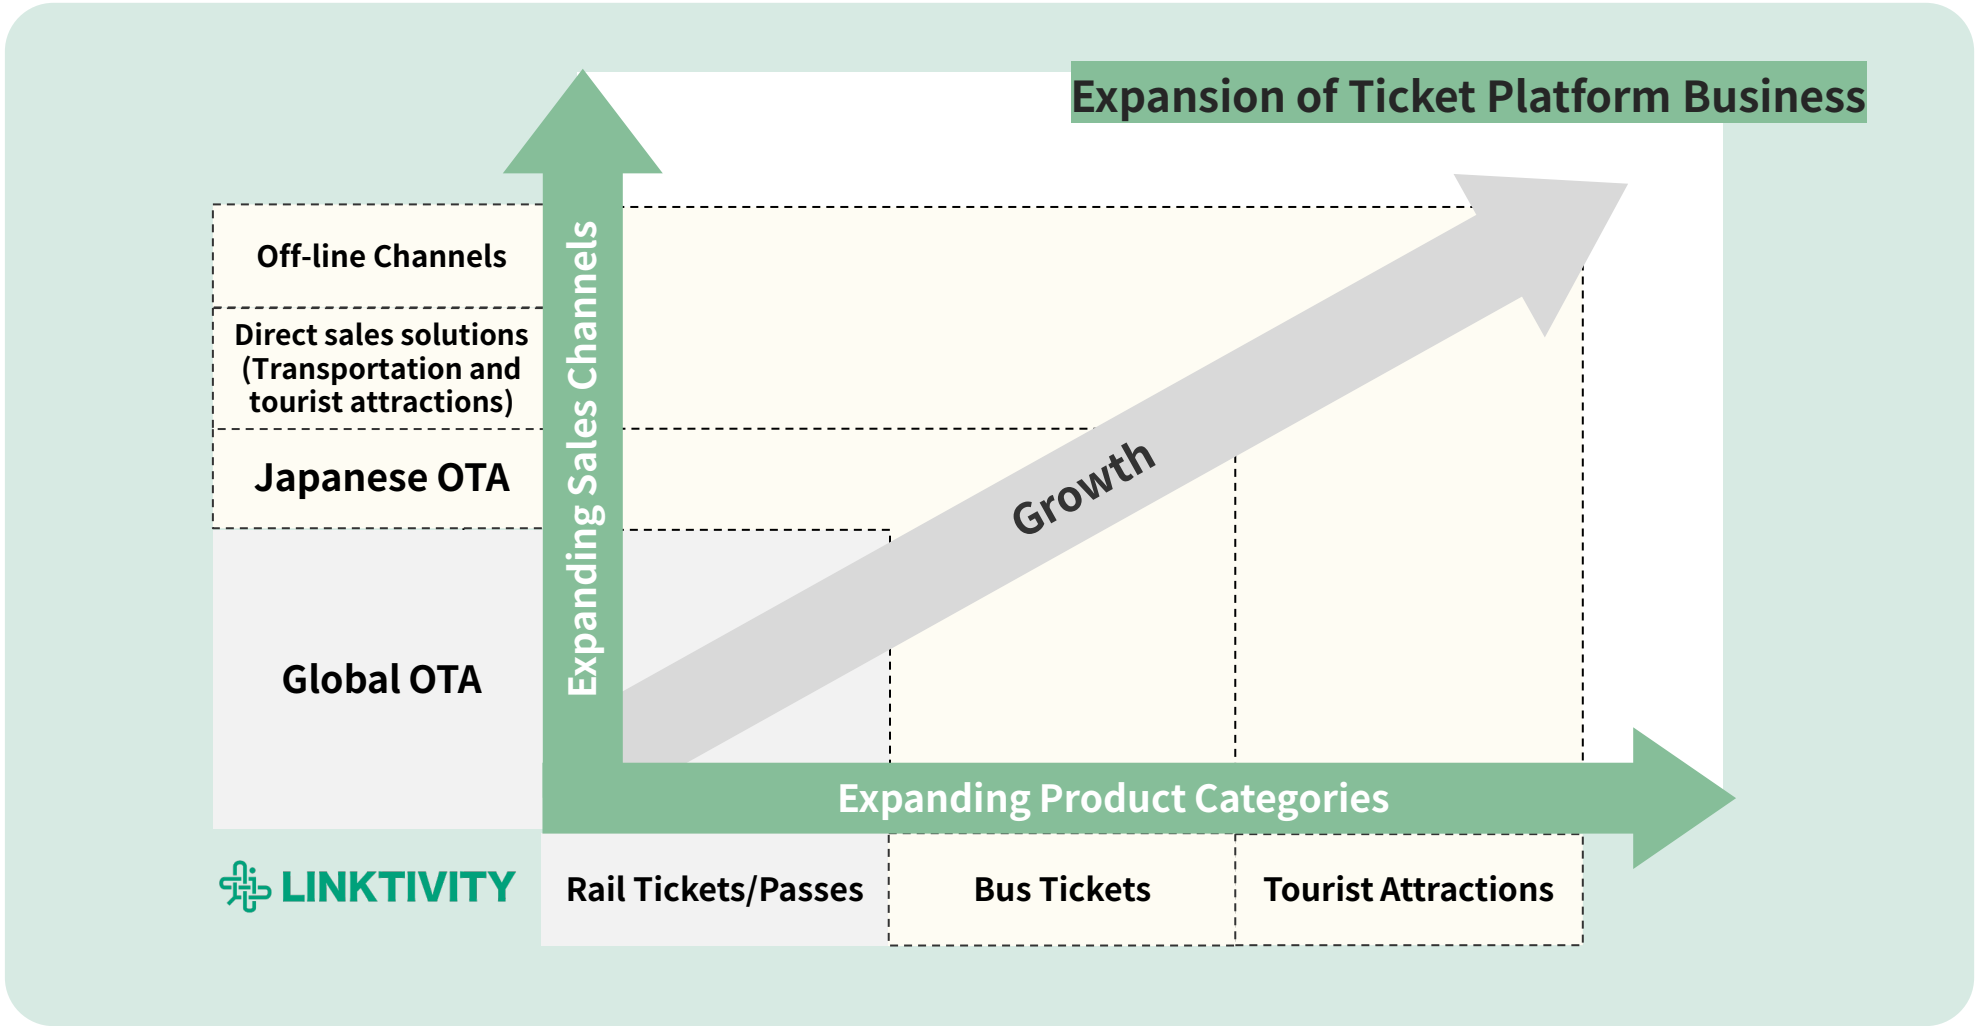 Expansion of Ticket Platform Business
Expanding Sales Channels
Off-line Channels
Direct sales solutions
(Transportation and
tourist attractions)
Japanese OTA
Global OTA
Growth
Expanding Product Categories
LINKTIVITY
Rail Tickets/Passes
Bus Tickets
Tourist Attractions